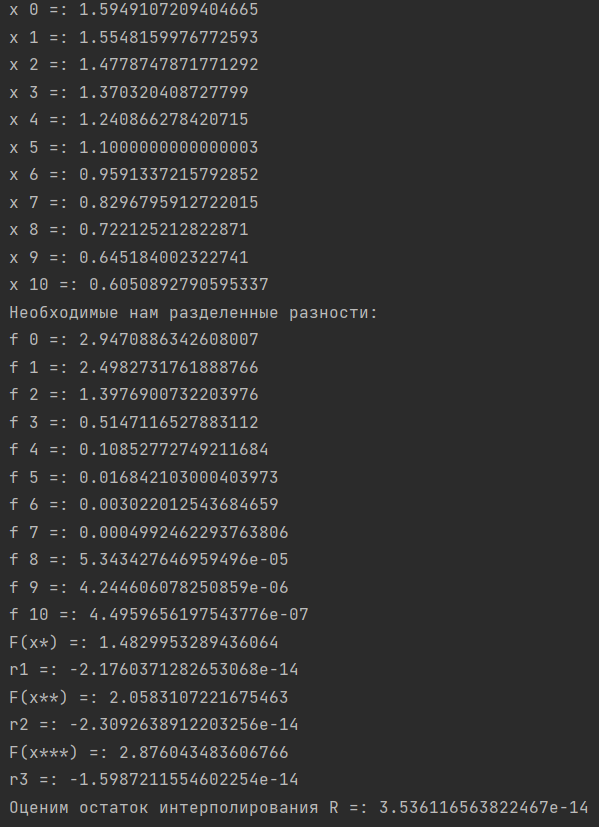 x 0 =: 1.5949107209404665
x 1 =: 1.5548159976772593
x 2 =: 1.4778747871771292
x 3 =: 1.370320408727799
x 4 =: 1.240866278420715
x 5 =: 1.1000000000000003
x 6 =: 0.9591337215792852
x 7 =: 0.8296795912722015
x 8 =: 0.722125212822871
x 9 =: 0.645184002322741
x 10 =: 0.6050892790595337
Необходимые нам разделенные разности:
f 0 =: 2.9470886342608007
f 1 =: 2.4982731761888766
f 2 =: 1.3976900732203976
f 3 =: 0.5147116527883112
f 4 =: 0.10852772749211684
f 5 =: 0.016842103000403973
f 6 =: 0.003022012543684659
f 7 =: 0.0004992462293763806
f 8 =: 5.343427646959496e-05
f 9 =: 4.244606078250859e-06
f 10 =: 4.4959656197543776e-07
F(x*) =: 1.4829953289436064
r1 =: -2.1760371282653068e-14
F(x**) =: 2.0583107221675463
r2 =: -2.3092638912203256e-14
F(x***) =: 2.876043483606766
r3 =: -1.5987211554602254e-14
Оценим остаток интерполирования R =: 3.536116563822467e-14